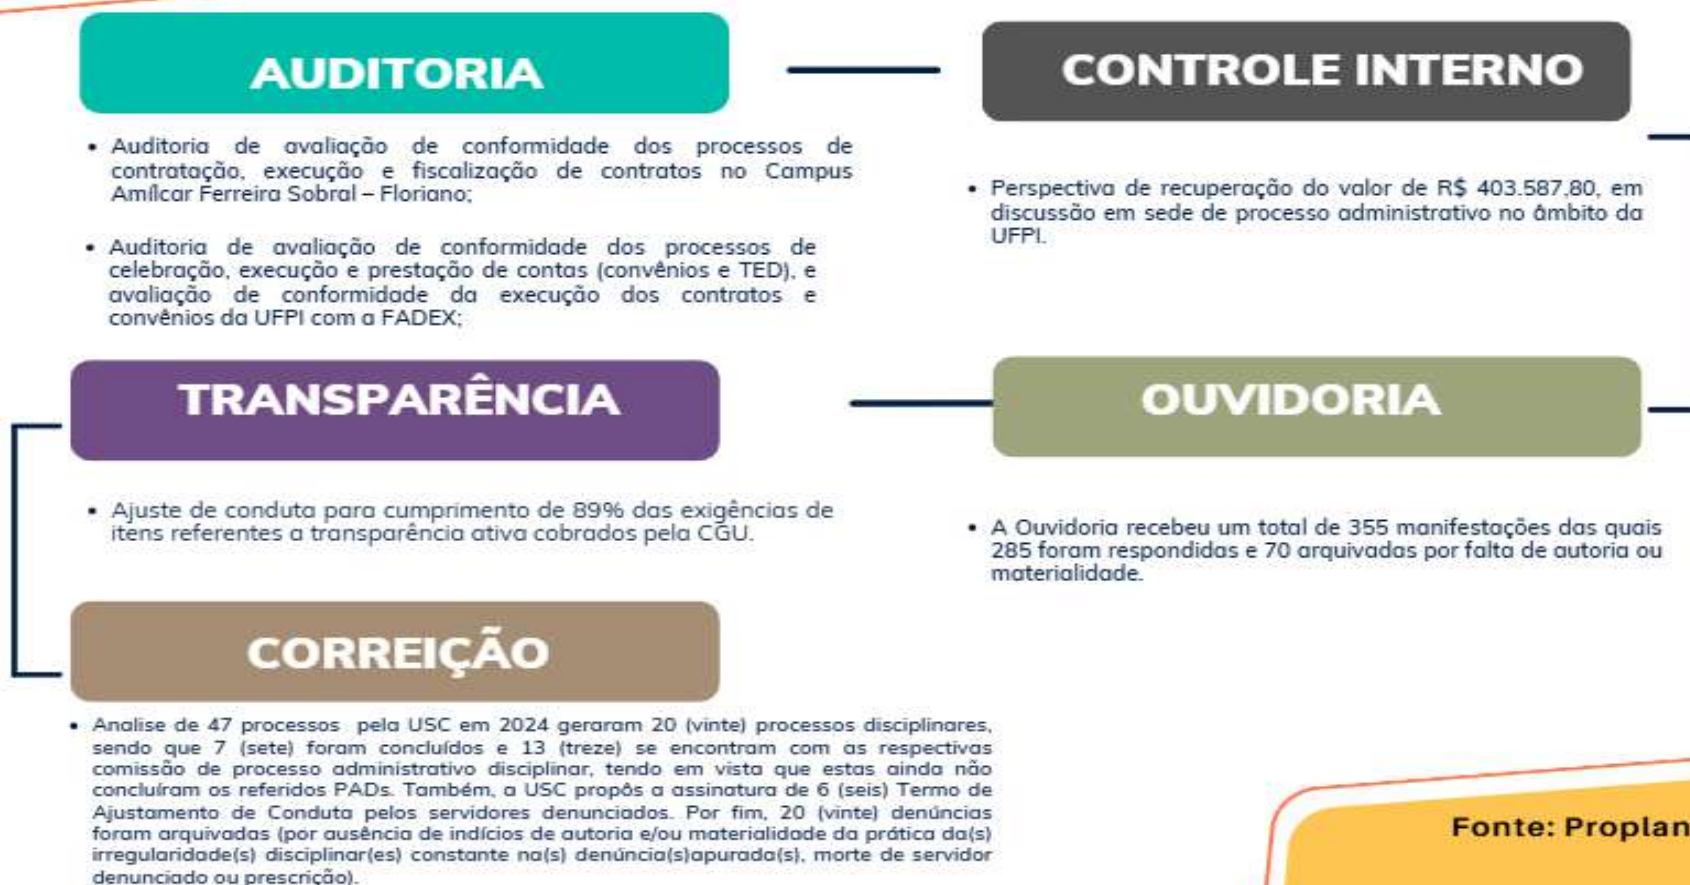 AUDITORIA
• Auditoria de avaliação de conformidade dos processos de
contratação, execução e fiscalização de contratos no Campus
Amílcar Ferreira Sobral – Floriano;
• Auditoria de avaliação de conformidade dos processos de
celebração, execução e prestação de contas (convênios e TED), e
avaliação de conformidade da execução dos contratos e
convênios da UFPI com a FADEX;
CONTROLE INTERNO
• Perspectiva de recuperação do valor de R$ 403.587,80, em
discussão em sede de processo administrativo no âmbito da
UFPI.
TRANSPARÊNCIA
• Ajuste de conduta para cumprimento de 89% das exigências de
itens referentes a transparência ativa cobrados pela CGU.
OUVIDORIA
• A Ouvidoria recebeu um total de 355 manifestações das quais
285 foram respondidas e 70 arquivadas por falta de autoria ou
materialidade.
CORREIÇÃO
• Analise de 47 processos pela USC em 2024 geraram 20 (vinte) processos disciplinares,
sendo que 7 (sete) foram concluídos e 13 (treze) se encontram com as respectivas
comissão de processo administrativo disciplinar, tendo em vista que estas ainda não
concluíram os referidos PADs. Também, a USC propôs a assinatura de 6 (seis) Termo de
Ajustamento de Conduta pelos servidores denunciados. Por fim, 20 (vinte) denúncias
foram arquivadas (por ausência de indícios de autoria e/ou materialidade da prática da(s)
irregularidade(s) disciplinar(es) constante na(s) denúncia(s)apurada(s), morte de servidor
denunciado ou prescrição).
Fonte: Proplan